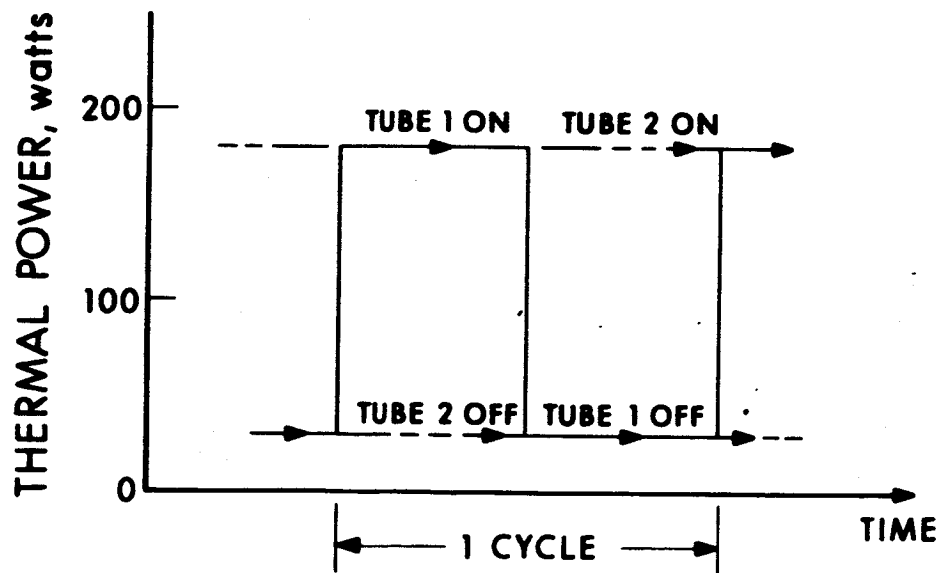 THERMAL POWER, watts
200
TUBE 1 ON
TUBE 2 ON
100
TUBE 2 OFF
TUBE 1 OFF
0
TIME
1 CYCLE